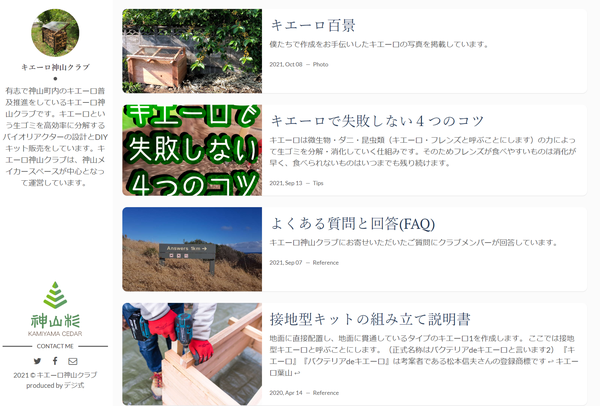 キエーロ神山クラブ
有志で神山町内のキエーロ普
及推進をしているキエーロ神
山クラブです。キエーロとい
う生ゴミを高効率に分解する
バイオリアクターの設計とDIY
キット販売をしています。キ
エーロ神山クラブは、神山メ
イカースペースが中心となっ
て運営しています。
神山杉
KAMIYAMA CEDAR
CONTACT ME
2021 © キエーロ神山クラブ
produced by デジ式
キエーロ百景
僕たちで作成をお手伝いしたキエーロの写真を掲載しています。
2021, Oct 08 — Photo
キエーロで
失敗しない
4つのコツ
キエーロで失敗しない４つのコツ
キエーロは微生物・ダニ・昆虫類（キエーロ・フレンズと呼ぶことにします）の力によっ
て生ゴミを分解・消化していく仕組みです。そのためフレンズが食べやすいものは消化が
早く、食べられないものはいつまでも残り続けます。
2021, Sep 13 — Tips
Answers 1km
よくある質問と回答(FAQ)
キエーロ神山クラブにお寄せいただいたご質問にクラブメンバーが回答しています。
2021, Sep 07 — Reference
接地型キットの組み立て説明書
地面に直接配置し、地面に貫通しているタイプのキエーロ1を作成します。 ここでは接地
型キエーロと呼ぶことにします。（正式名称はバクテリアdeキエーロと言います2） 『キ
エーロ』『バクテリアdeキエーロ』は考案者である松本信夫さんの登録商標です ↩ キエー
ロ葉山 ↩
2020, Apr 14 — Reference